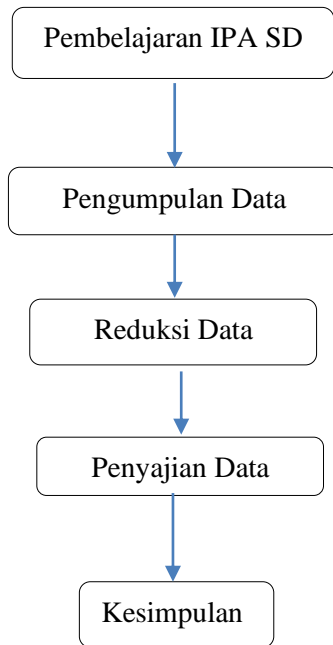 Pembelajaran IPA SD
Pengumpulan Data
Reduksi Data
Penyajian Data
Kesimpulan